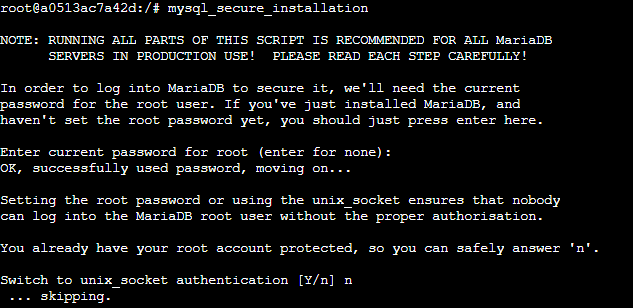 root@a0513ac7a42d:/# mysql_secure_installation
NOTE: RUNNING ALL PARTS OF THIS SCRIPT IS RECOMMENDED FOR ALL MariaDB
SERVERS IN PRODUCTION USE!  PLEASE READ EACH STEP CAREFULLY!
In order to log into MariaDB to secure it, we'll need the current
password for the root user. If you've just installed MariaDB, and
haven't set the root password yet, you should just press enter here.
Enter current password for root (enter for none):
OK, successfully used password, moving on...
Setting the root password or using the unix_socket ensures that nobody
can log into the MariaDB root user without the proper authorisation.
You already have your root account protected, so you can safely answer 'n'.
Switch to unix_socket authentication [Y/n] n
... skipping.